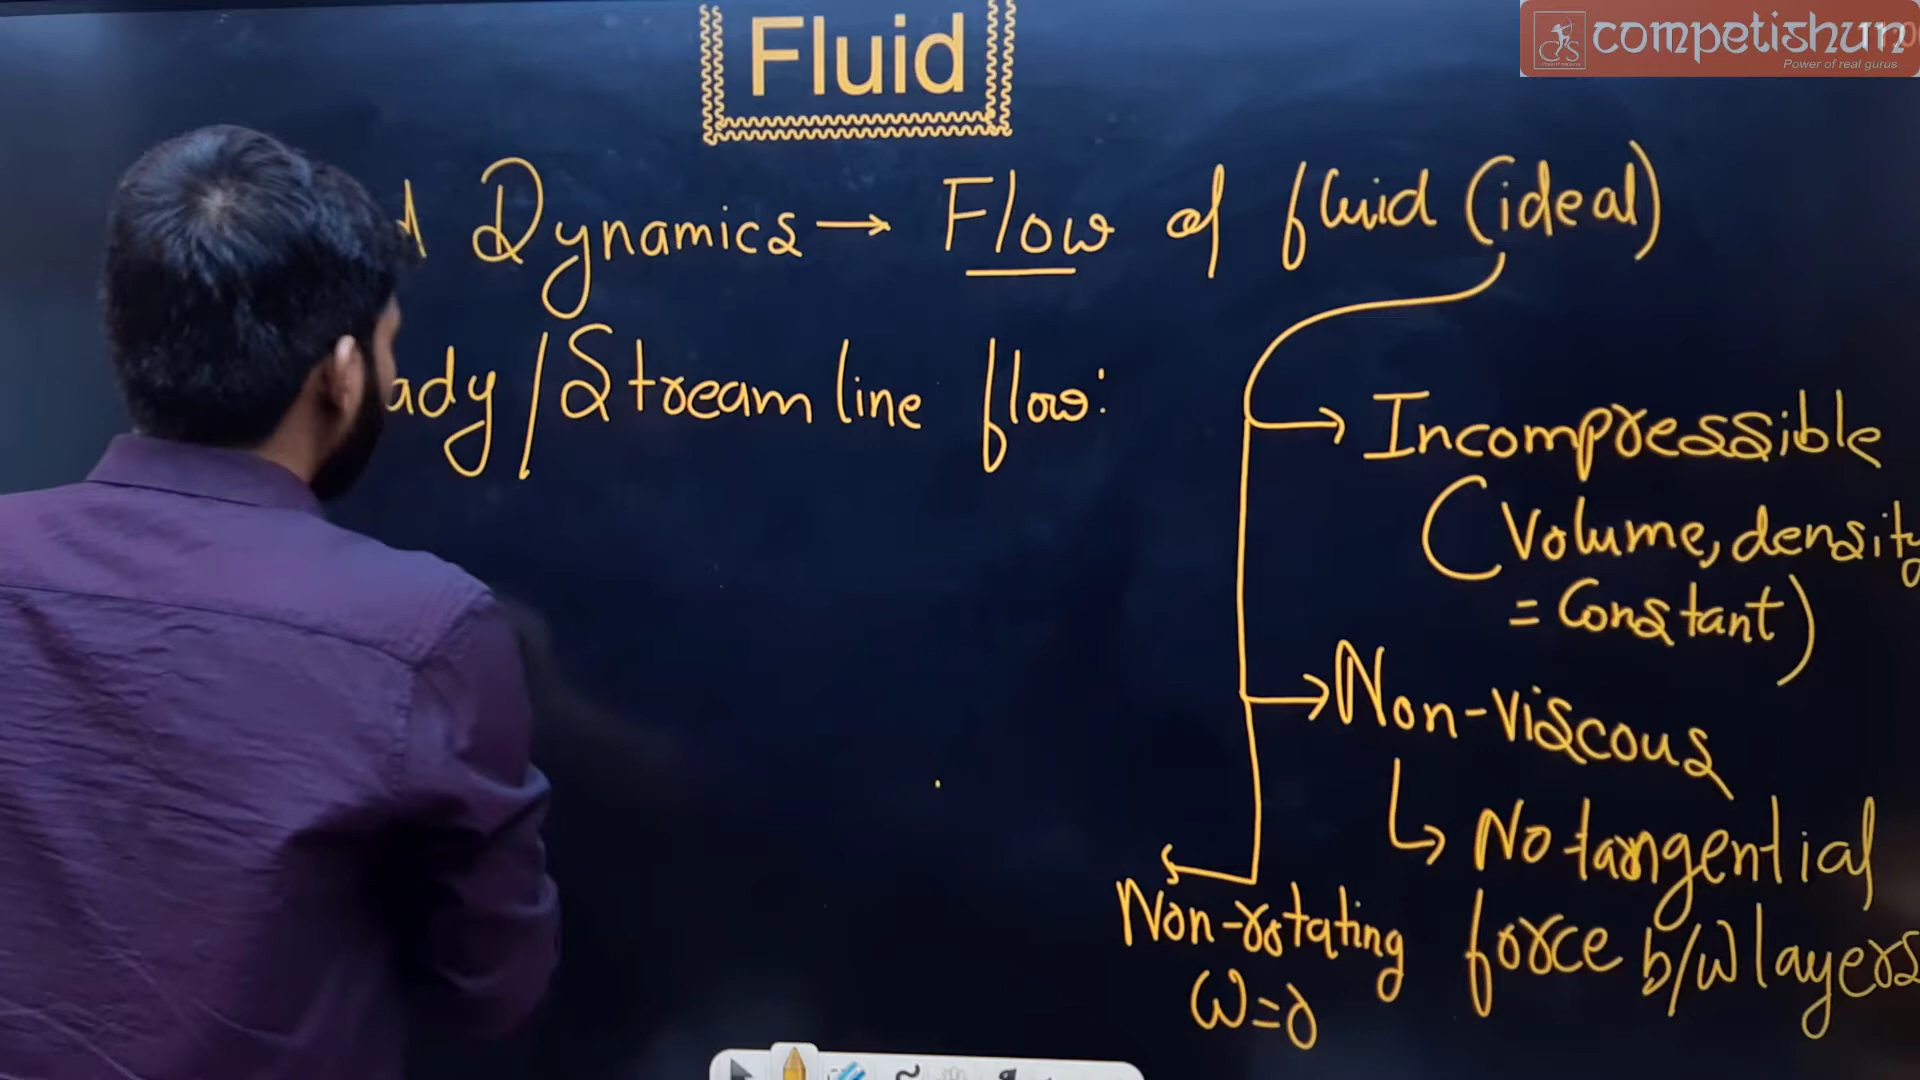 Fluid
competishun
Power of real gurus
Dynamics → Flow of fluid (ideal)
ady / Streamline flow:
→ Incompressible
(Volume, density
= Constant)
→ Non-viscous
↳ No tangential
force b/w layers
Non-rotating
ω=0